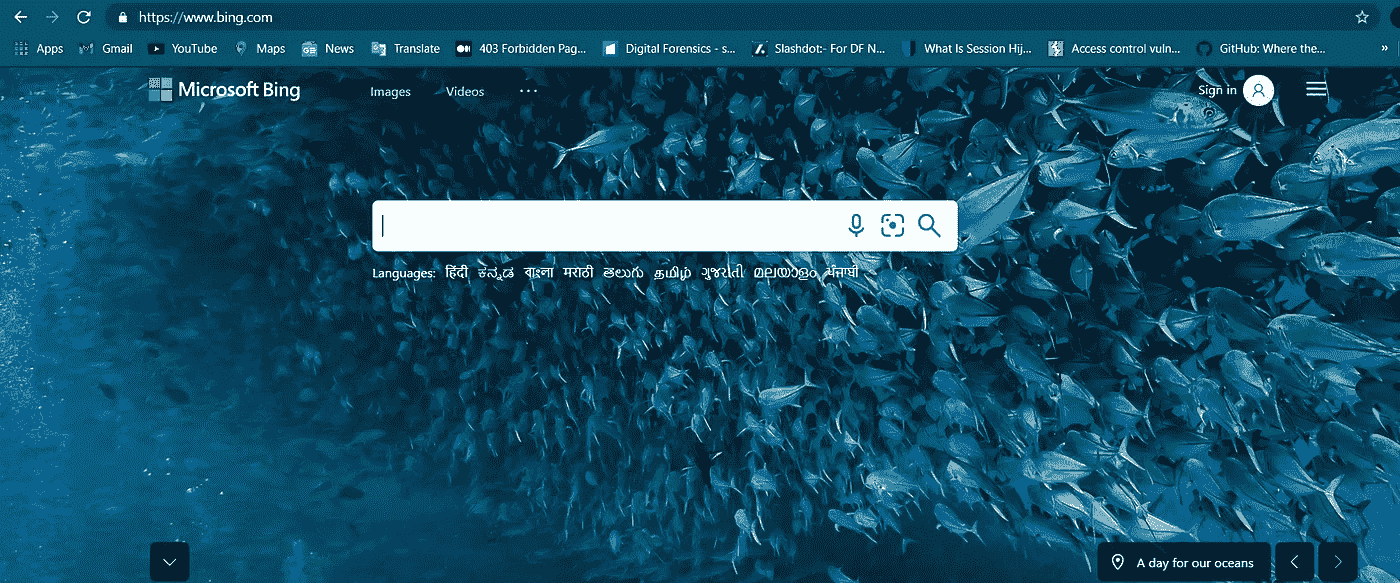 https://www.bing.com
Apps Gmail YouTube Maps News Translate 403 Forbidden Pag... Digital Forensics - s... Slashdot:- For DF N... What Is Session Hij... Access control vuln... GitHub: Where the... »
Microsoft Bing Images Videos ... Sign in
Languages: हिंदी ಕನ್ನಡ বাংলা मराठी తెలుగు தமிழ் ગુજરાતી മലയാളം ਪੰਜਾਬੀ
A day for our oceans